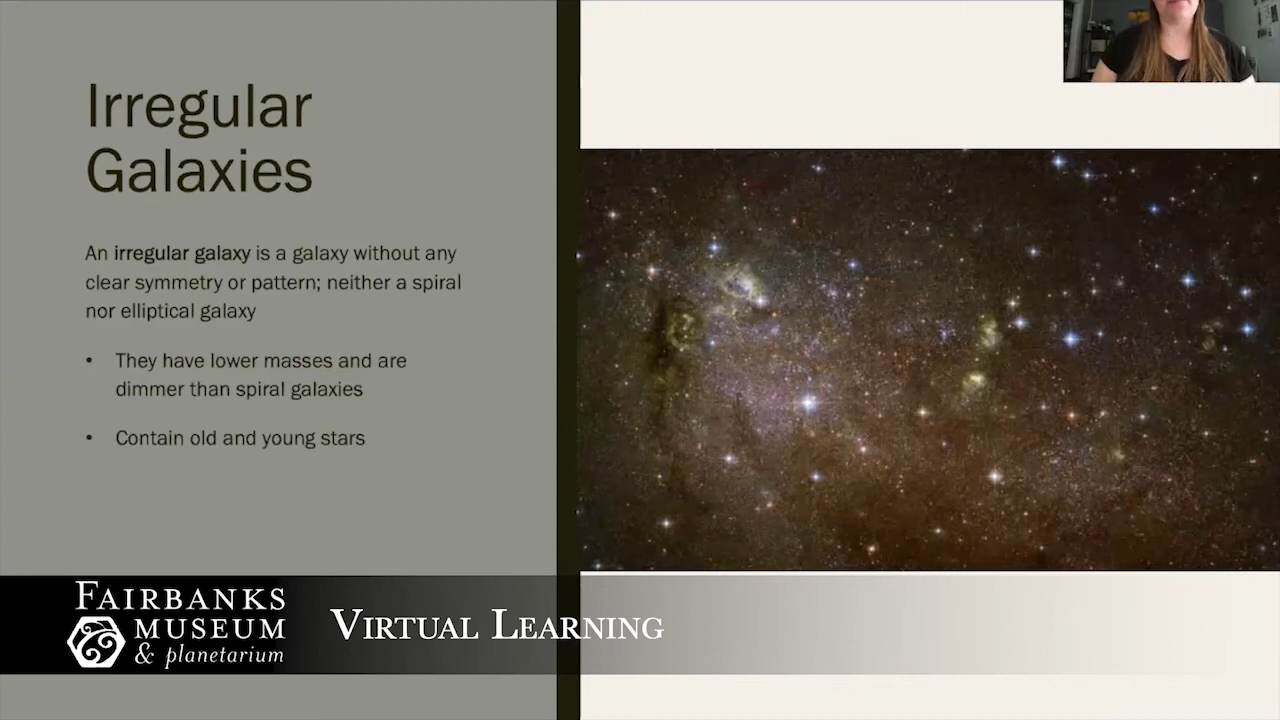 Irregular
Galaxies
An irregular galaxy is a galaxy without any
clear symmetry or pattern; neither a spiral
nor elliptical galaxy
• They have lower masses and are
dimmer than spiral galaxies
• Contain old and young stars
FAIRBANKS
MUSEUM
& planetarium
VIRTUAL LEARNING